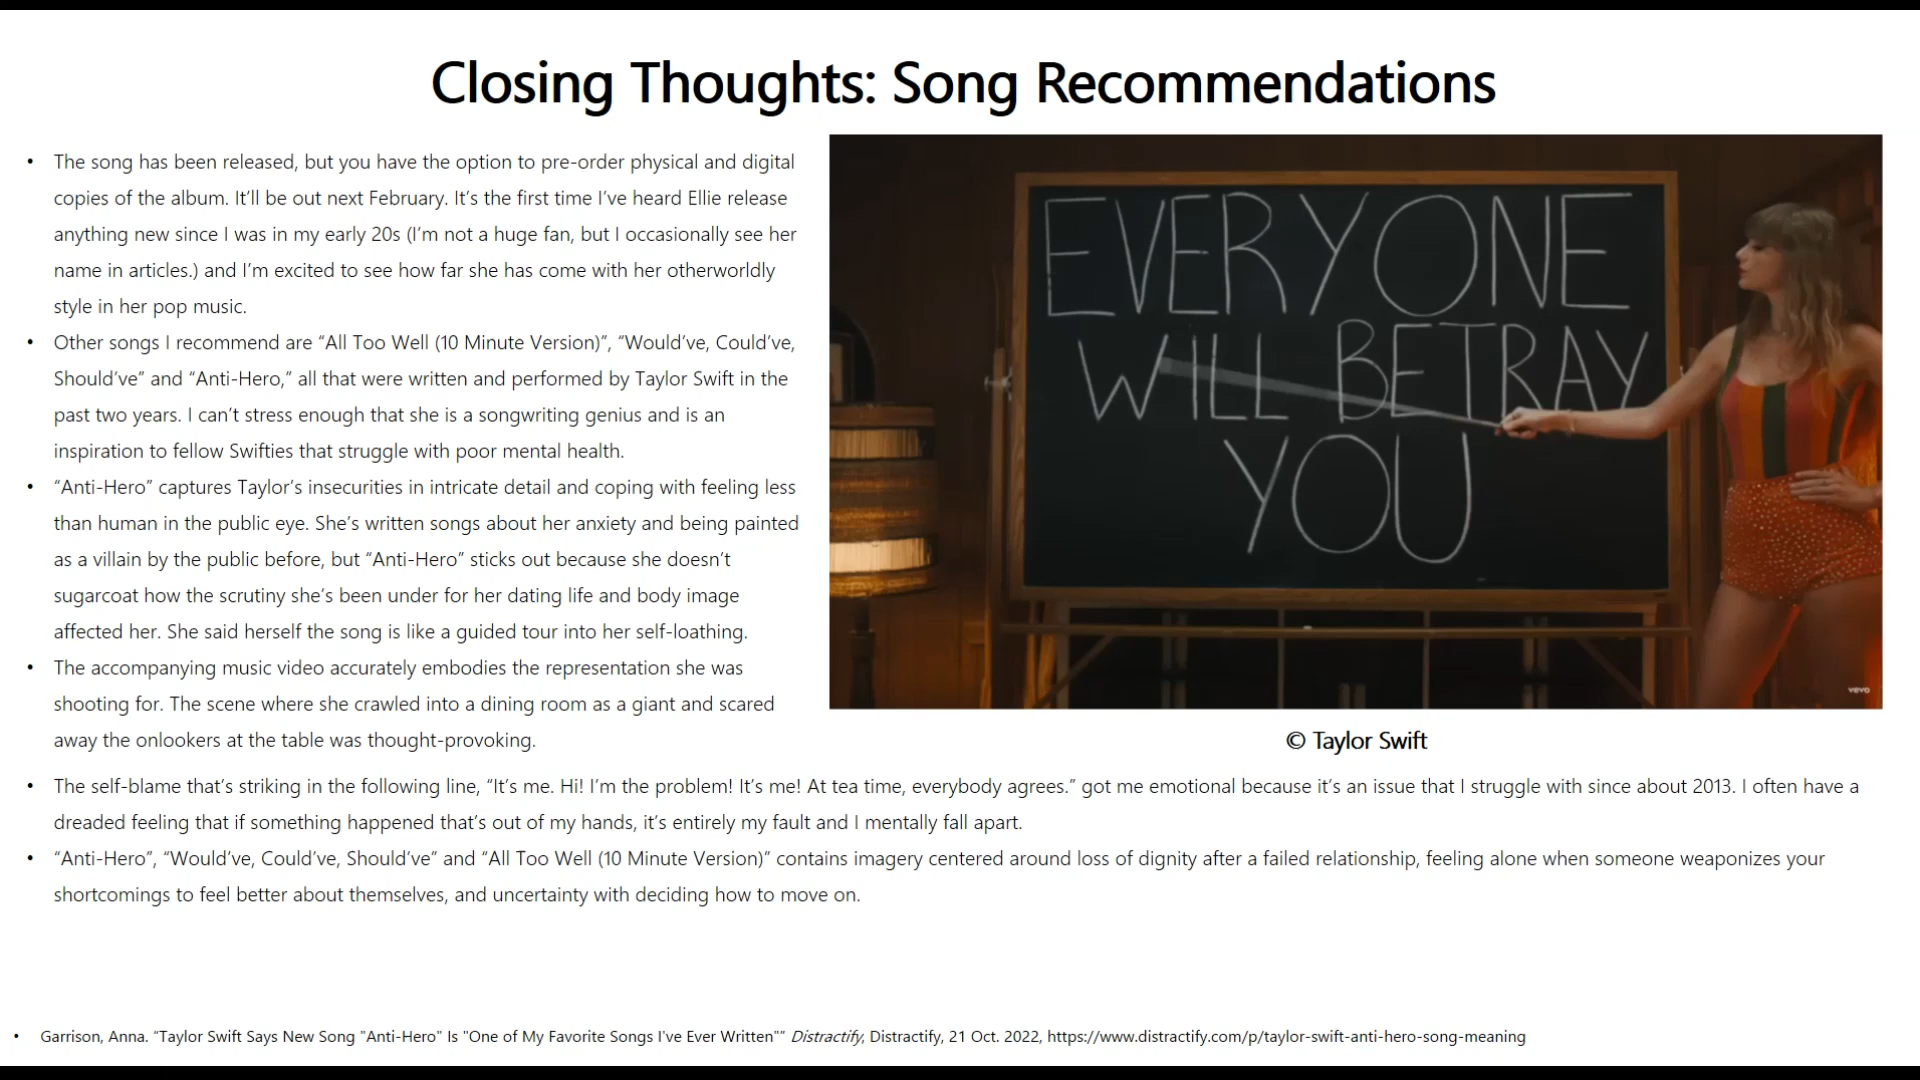 Closing Thoughts: Song Recommendations
• The song has been released, but you have the option to pre-order physical and digital
copies of the album. It’ll be out next February. It’s the first time I’ve heard Ellie release
anything new since I was in my early 20s (I’m not a huge fan, but I occasionally see her
name in articles.) and I’m excited to see how far she has come with her otherworldly
style in her pop music.
• Other songs I recommend are “All Too Well (10 Minute Version)”, “Would’ve, Could’ve,
Should’ve” and “Anti-Hero,” all that were written and performed by Taylor Swift in the
past two years. I can’t stress enough that she is a songwriting genius and is an
inspiration to fellow Swifties that struggle with poor mental health.
• “Anti-Hero” captures Taylor’s insecurities in intricate detail and coping with feeling less
than human in the public eye. She’s written songs about her anxiety and being painted
as a villain by the public before, but “Anti-Hero” sticks out because she doesn’t
sugarcoat how the scrutiny she’s been under for her dating life and body image
affected her. She said herself the song is like a guided tour into her self-loathing.
• The accompanying music video accurately embodies the representation she was
shooting for. The scene where she crawled into a dining room as a giant and scared
away the onlookers at the table was thought-provoking.
EVERYONE
WILL BETRAY
YOU
vevo
© Taylor Swift
• The self-blame that’s striking in the following line, “It’s me. Hi! I’m the problem! It’s me! At tea time, everybody agrees.” got me emotional because it’s an issue that I struggle with since about 2013. I often have a
dreaded feeling that if something happened that’s out of my hands, it’s entirely my fault and I mentally fall apart.
• “Anti-Hero”, “Would’ve, Could’ve, Should’ve” and “All Too Well (10 Minute Version)” contains imagery centered around loss of dignity after a failed relationship, feeling alone when someone weaponizes your
shortcomings to feel better about themselves, and uncertainty with deciding how to move on.
• Garrison, Anna. “Taylor Swift Says New Song "Anti-Hero" Is "One of My Favorite Songs I've Ever Written"“ Distractify, Distractify, 21 Oct. 2022, https://www.distractify.com/p/taylor-swift-anti-hero-song-meaning